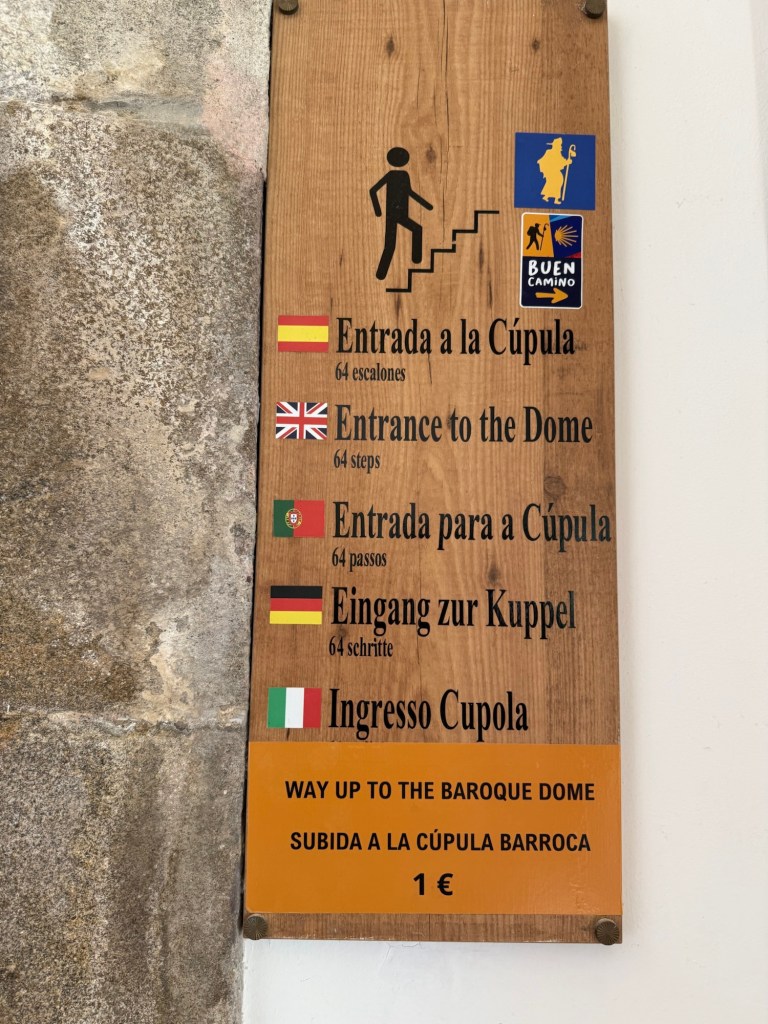 BUEN
CAMINO
Entrada a la Cúpula
64 escalones
Entrance to the Dome
64 steps
Entrada para a Cúpula
64 passos
Eingang zur Kuppel
64 schritte
Ingresso Cupola
WAY UP TO THE BAROQUE DOME
SUBIDA A LA CÚPULA BARROCA
1 €